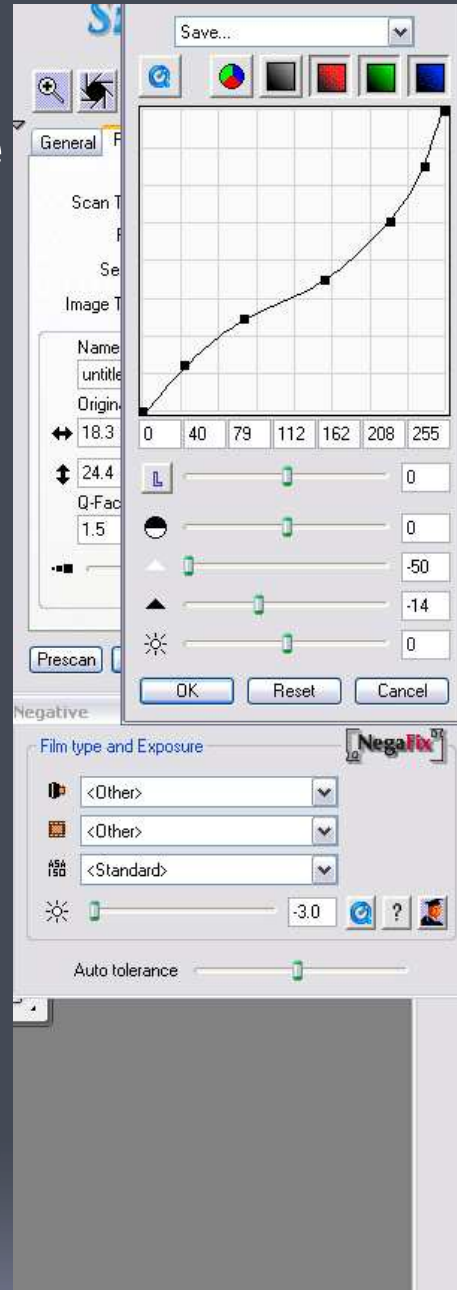 Save...
General
Scan T
Se
Image T
Name
untitle
Origin
18.3
24.4
Q-Fac
1.5
0 40 79 112 162 208 255
L 0
0
-50
-14
0
Prescan
OK Reset Cancel
Negative
Film type and Exposure
NegaFix
<Other>
<Other>
ASA ISO <Standard>
-3.0 ?
Auto tolerance